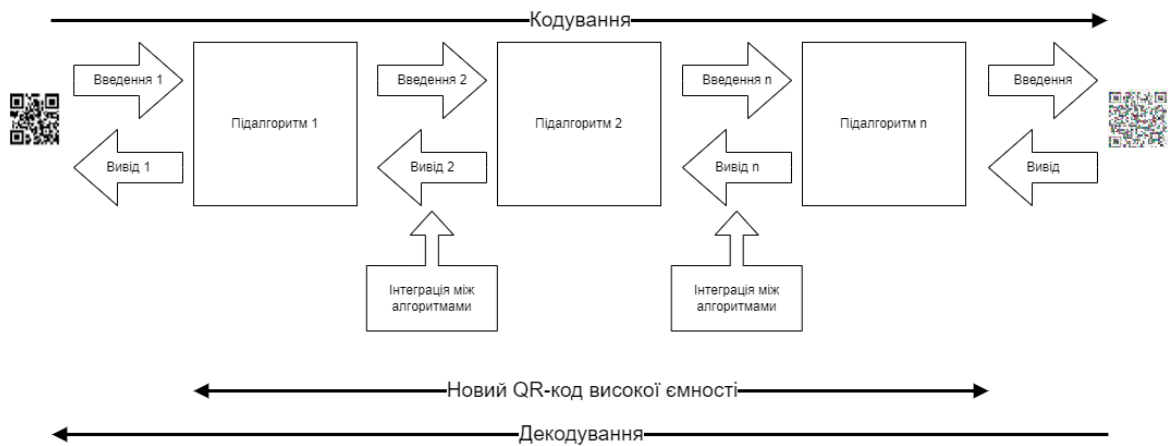 Кодування
Введення 1
Введення 2
Введення n
Введення
Підалгоритм 1
Підалгоритм 2
Підалгоритм n
Вивід 1
Вивід 2
Вивід n
Вивід
Інтеграція між
алгоритмами
Інтеграція між
алгоритмами
Новий QR-код високої ємності
Декодування